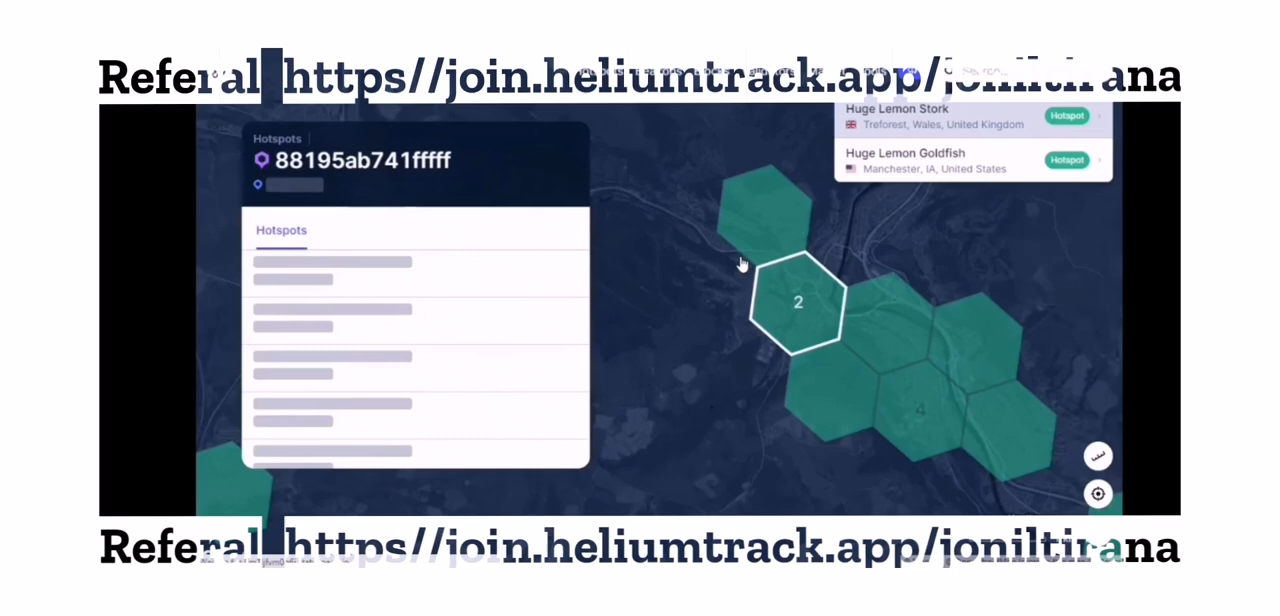 Referal https//join.heliumtrack.app/joniltirana
Huge Lemon Stork
Treforest, Wales, United Kingdom
Hotspot
Huge Lemon Goldfish
Manchester, IA, United States
Hotspot
Hotspots
88195ab741fffff
Hotspots
2
4
Referal https//join.heliumtrack.app/joniltirana